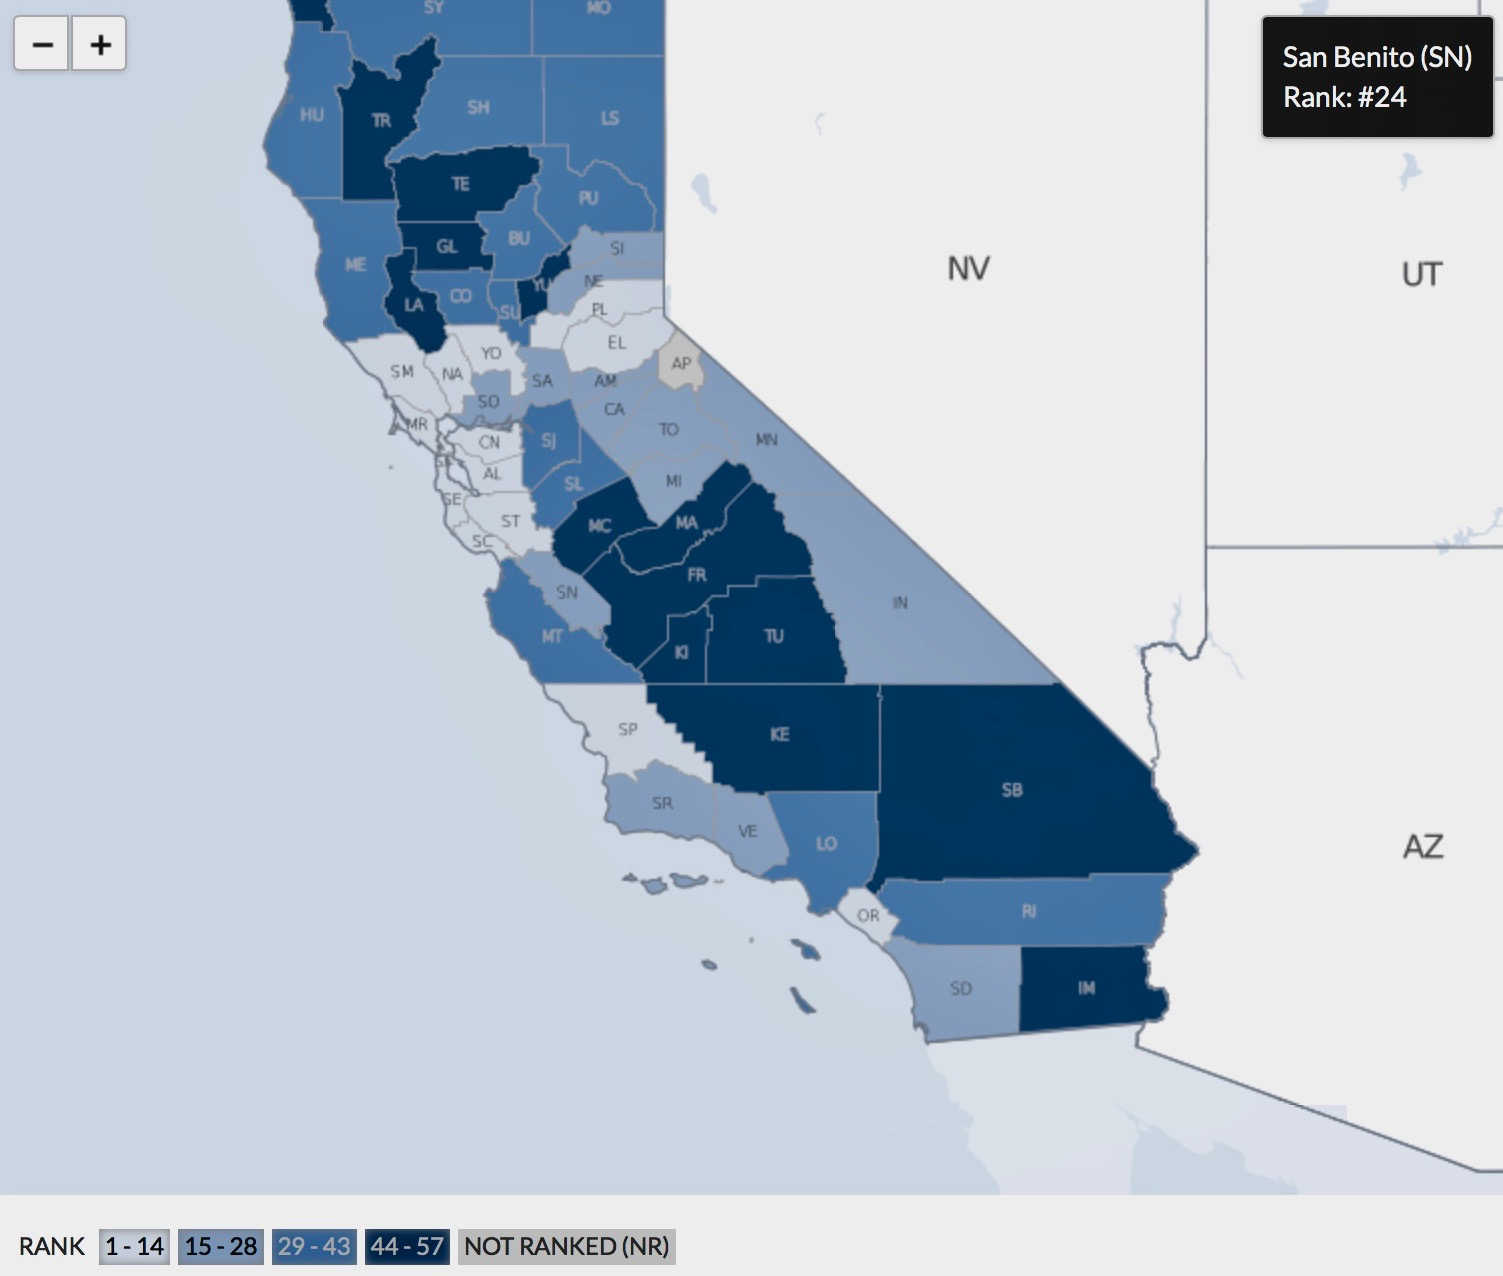 SY
MO
− +
San Benito (SN)
Rank: #24
HU
TR
SH
LS
TE
PU
GL
BU
SI
ME
NE
YU
LA
CO
SU
PL
NV
UT
YO
EL
SM
NA
SA
AM
AP
SO
CA
MR
CN
SJ
TO
MN
AL
SL
MI
SE
ST
MC
MA
SC
FR
SN
IN
MT
KI
TU
SP
KE
SB
SR
VE
LO
AZ
OR
RI
SD
IM
RANK 1 - 14 15 - 28 29 - 43 44 - 57 NOT RANKED (NR)